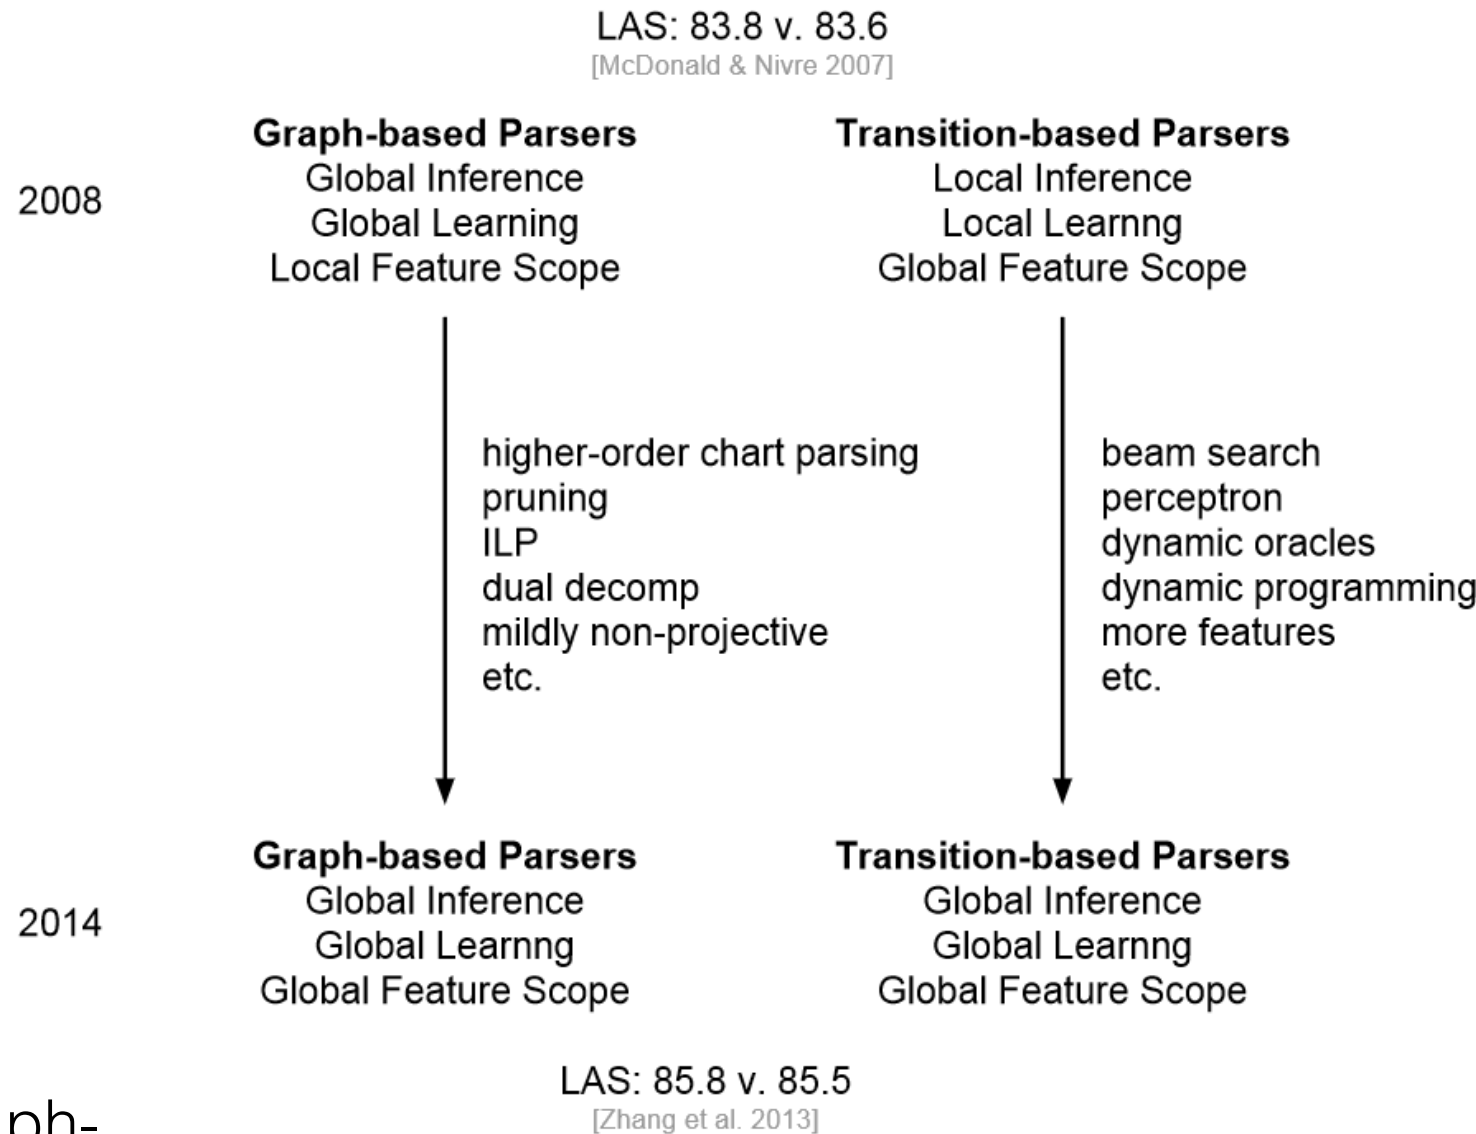 LAS: 83.8 v. 83.6
[McDonald & Nivre 2007]
2008
Graph-based Parsers
Global Inference
Global Learning
Local Feature Scope
Transition-based Parsers
Local Inference
Local Learnng
Global Feature Scope
higher-order chart parsing
pruning
ILP
dual decomp
mildly non-projective
etc.
beam search
perceptron
dynamic oracles
dynamic programming
more features
etc.
2014
Graph-based Parsers
Global Inference
Global Learnng
Global Feature Scope
Transition-based Parsers
Global Inference
Global Learnng
Global Feature Scope
LAS: 85.8 v. 85.5
[Zhang et al. 2013]
ph-